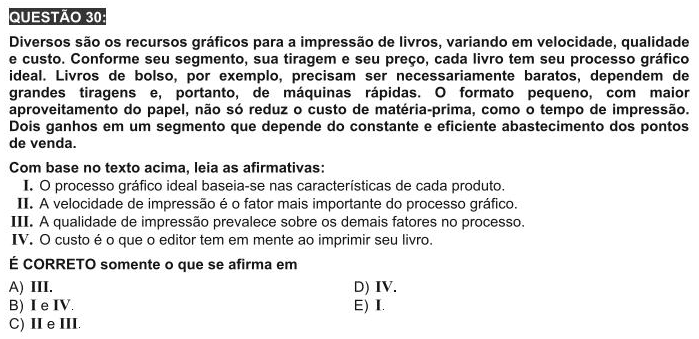 QUESTÃO 30:
Diversos são os recursos gráficos para a impressão de livros, variando em velocidade, qualidade
e custo. Conforme seu segmento, sua tiragem e seu preço, cada livro tem seu processo gráfico
ideal. Livros de bolso, por exemplo, precisam ser necessariamente baratos, dependem de
grandes tiragens e, portanto, de máquinas rápidas. O formato pequeno, com maior
aproveitamento do papel, não só reduz o custo de matéria-prima, como o tempo de impressão.
Dois ganhos em um segmento que depende do constante e eficiente abastecimento dos pontos
de venda.
Com base no texto acima, leia as afirmativas:
I. O processo gráfico ideal baseia-se nas características de cada produto.
II. A velocidade de impressão é o fator mais importante do processo gráfico.
III. A qualidade de impressão prevalece sobre os demais fatores no processo.
IV. O custo é o que o editor tem em mente ao imprimir seu livro.
É CORRETO somente o que se afirma em
A) III.
B) I e IV.
C) II e III.
D) IV.
E) I.